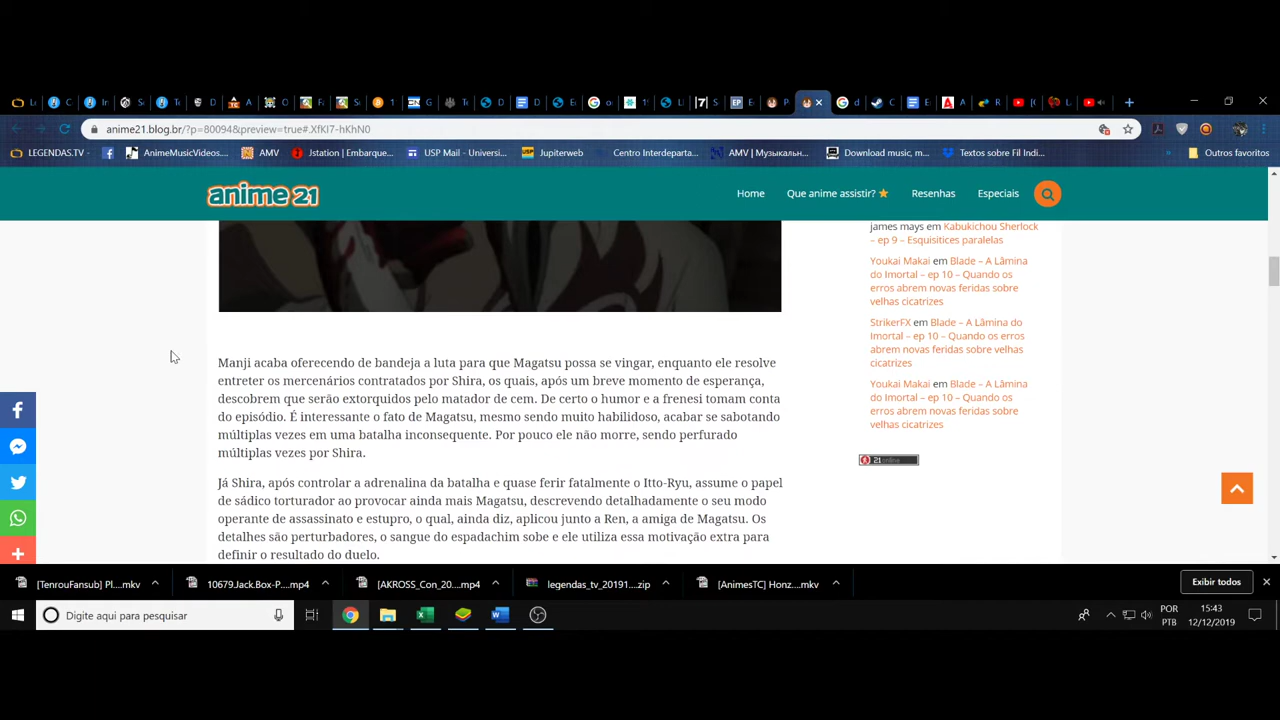 anime21.blog.br/?p=80094&preview=true#.XfKI7-hKhN0
LEGENDAS.TV -
AnimeMusicVideos....
AMV
Jstation | Embarque...
USP Mail - Universi...
Jupiterweb
Centro Interdeparta...
AMV | Музыкальн...
Download music, m...
Textos sobre Fil Indi...
»
Outros favoritos
anime 21
Home
Que anime assistir?
Resenhas
Especiais
james mays em Kabukichou Sherlock
– ep 9 – Esquisitices paralelas
Youkai Makai em Blade – A Lâmina
do Imortal – ep 10 – Quando os
erros abrem novas feridas sobre
velhas cicatrizes
StrikerFX em Blade – A Lâmina do
Imortal – ep 10 – Quando os erros
abrem novas feridas sobre velhas
cicatrizes
Youkai Makai em Blade – A Lâmina
do Imortal – ep 10 – Quando os
erros abrem novas feridas sobre
velhas cicatrizes
21 online
Manji acaba oferecendo de bandeja a luta para que Magatsu possa se vingar, enquanto ele resolve
entreter os mercenários contratados por Shira, os quais, após um breve momento de esperança,
descobrem que serão extorquidos pelo matador de cem. De certo o humor e a frenesi tomam conta
do episódio. É interessante o fato de Magatsu, mesmo sendo muito habilidoso, acabar se sabotando
múltiplas vezes em uma batalha inconsequente. Por pouco ele não morre, sendo perfurado
múltiplas vezes por Shira.
Já Shira, após controlar a adrenalina da batalha e quase ferir fatalmente o Itto-Ryu, assume o papel
de sádico torturador ao provocar ainda mais Magatsu, descrevendo detalhadamente o seu modo
operante de assassinato e estupro, o qual, ainda diz, aplicou junto a Ren, a amiga de Magatsu. Os
detalhes são perturbadores, o sangue do espadachim sobe e ele utiliza essa motivação extra para
definir o resultado do duelo.
[TenrouFansub] Pl....mkv
10679.Jack.Box-P....mp4
[AKROSS_Con_20....mp4
legendas_tv_20191....zip
[AnimesTC] Honz....mkv
Exibir todos
Digite aqui para pesquisar
POR
PTB
15:43
12/12/2019